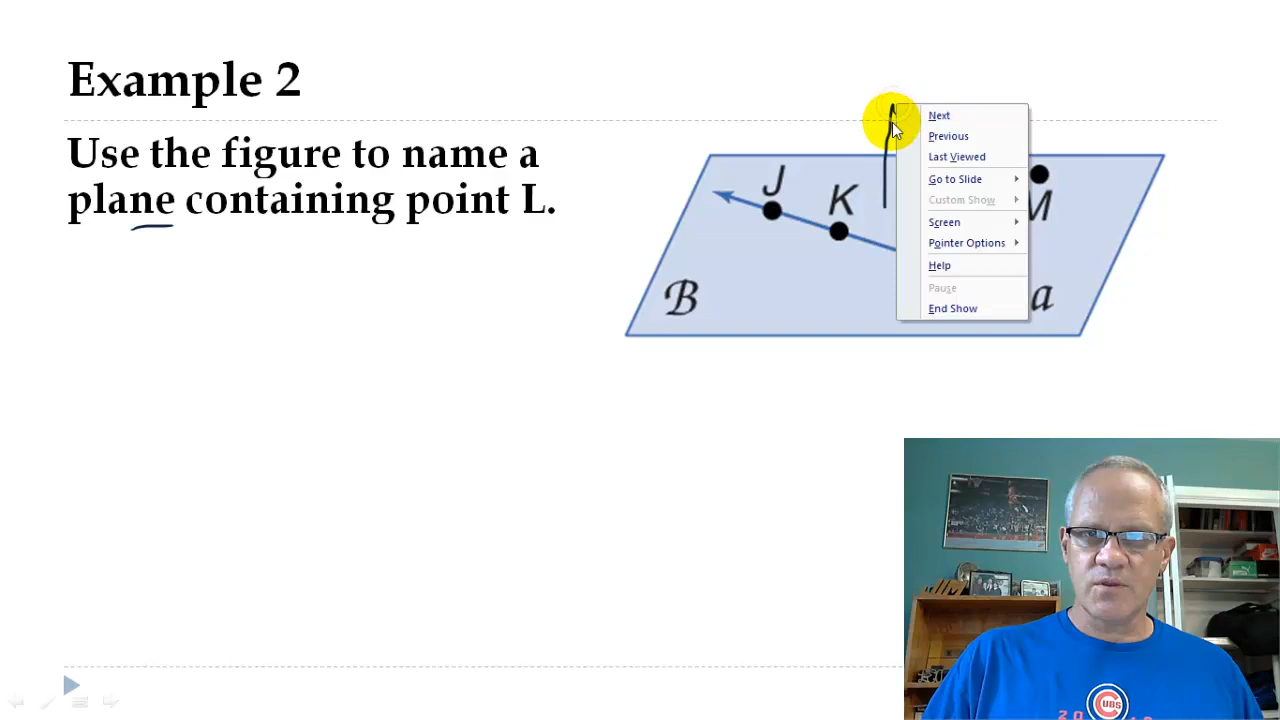 Example 2
Use the figure to name a
plane containing point L.
J
K
M
B
a
Next
Previous
Last Viewed
Go to Slide
Custom Show
Screen
Pointer Options
Help
Pause
End Show
CUBS